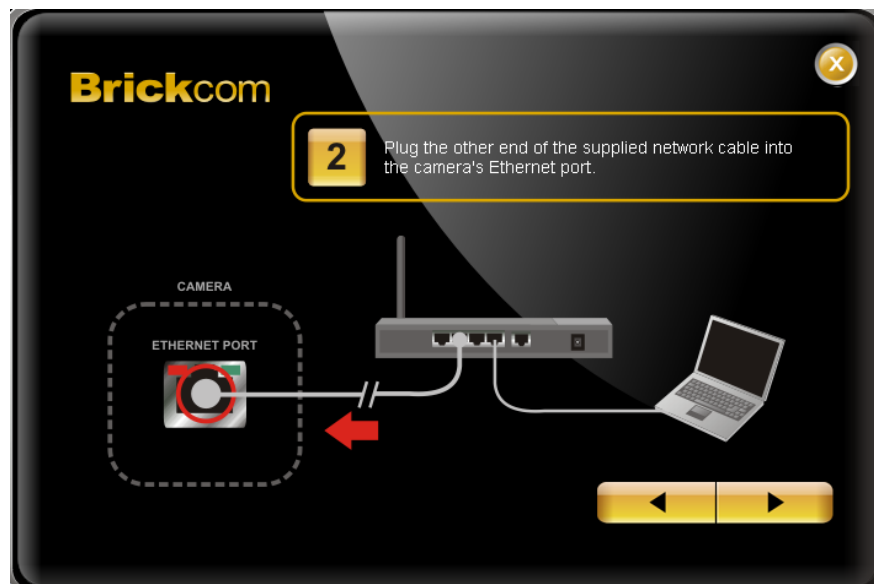 Brickcom
X
2
Plug the other end of the supplied network cable into
the camera's Ethernet port.
CAMERA
ETHERNET PORT